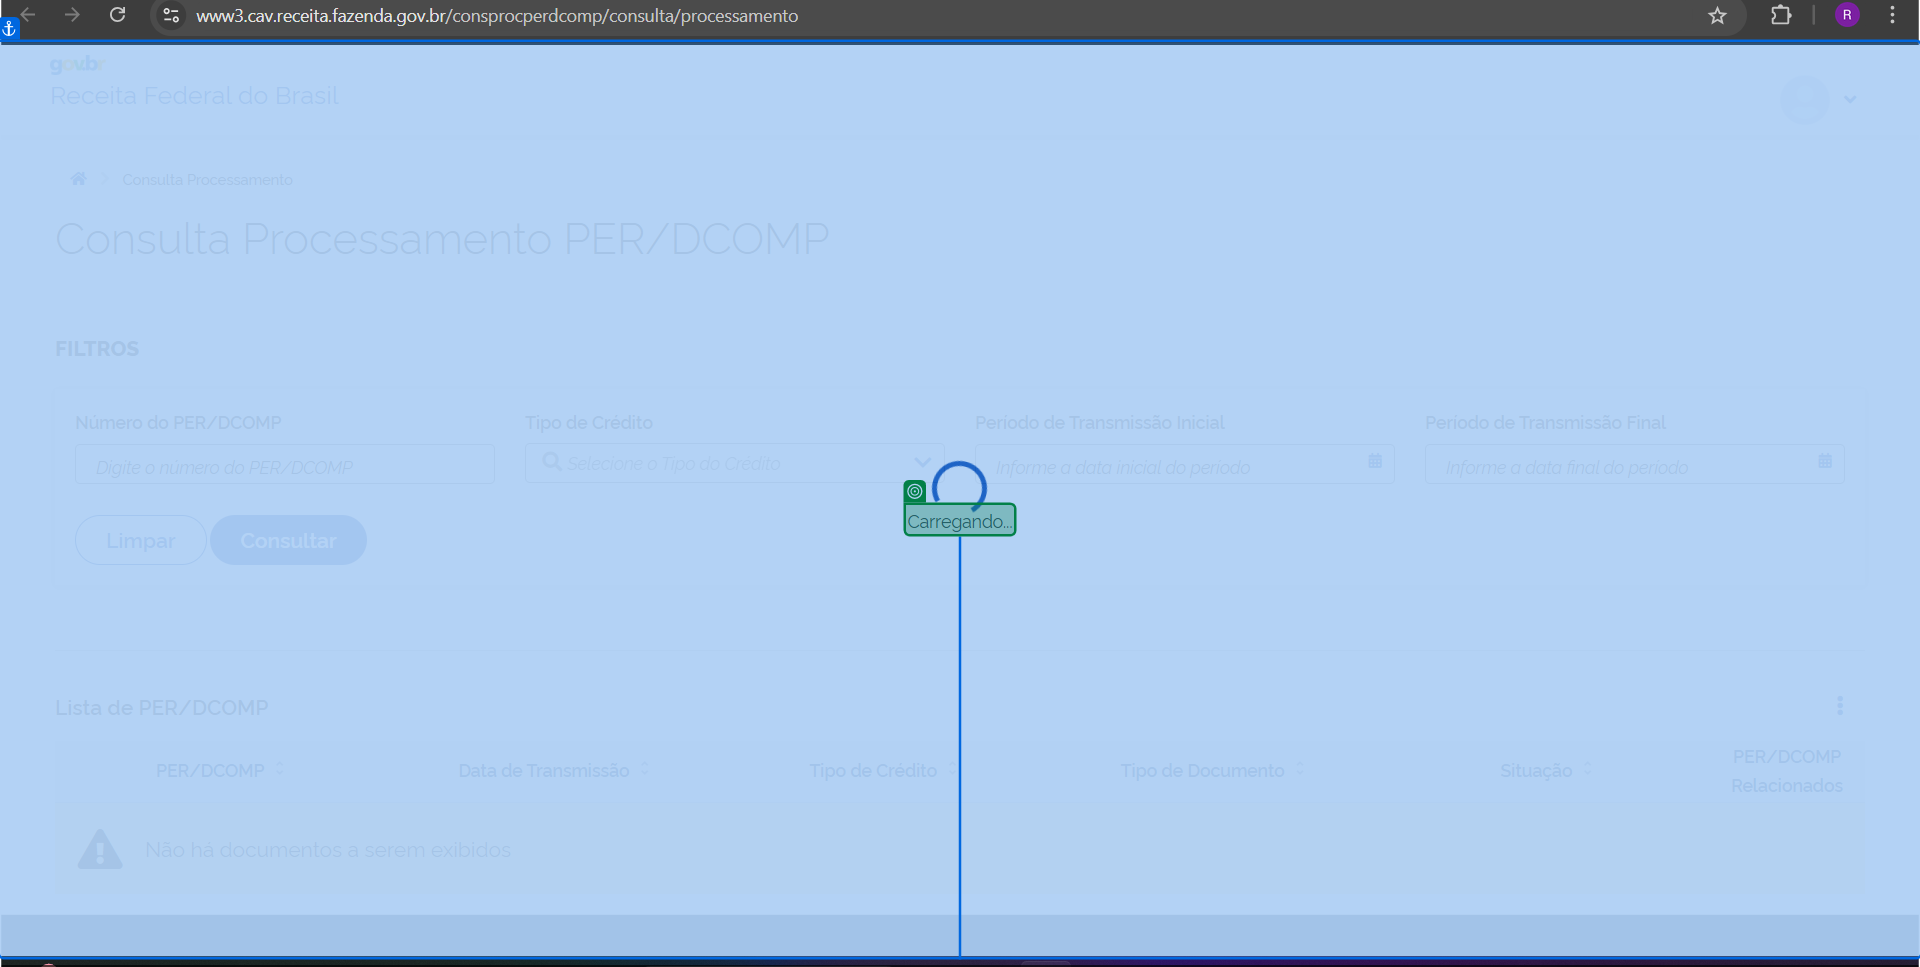 www3.cav.receita.fazenda.gov.br/consprocperdcomp/consulta/processamento
R
gov.br
Receita Federal do Brasil
Consulta Processamento
Consulta Processamento PER/DCOMP
FILTROS
Número do PER/DCOMP
Tipo de Crédito
Período de Transmissão Inicial
Período de Transmissão Final
Digite o número do PER/DCOMP
Selecione o Tipo do Crédito
Informe a data inicial do período
Informe a data final do período
Carregando...
Limpar
Consultar
Lista de PER/DCOMP
PER/DCOMP
Data de Transmissão
Tipo de Crédito
Tipo de Documento
Situação
PER/DCOMP
Relacionados
Não há documentos a serem exibidos